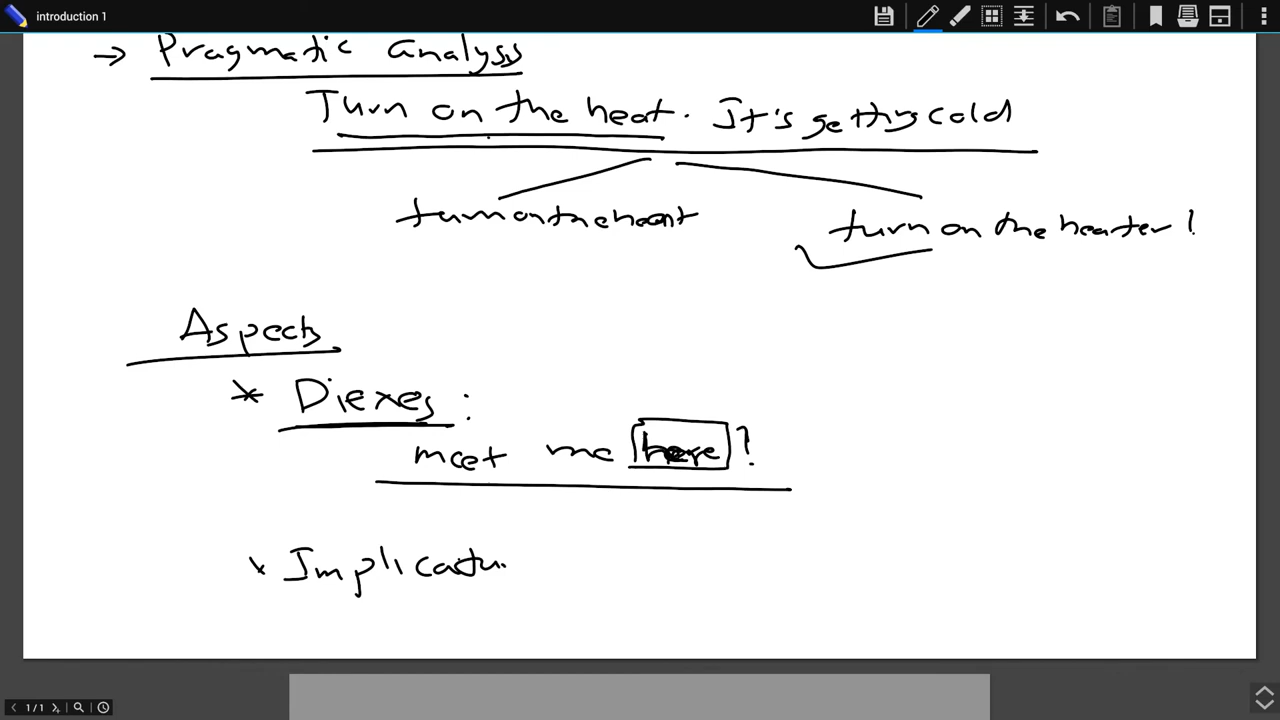 introduction 1
→ Pragmatic analysis
Turn on the heat. It's getting cold
turn on the heat
turn on the heater!
Aspects
* Diexes:
meet me here?
* Implicatu
1/1